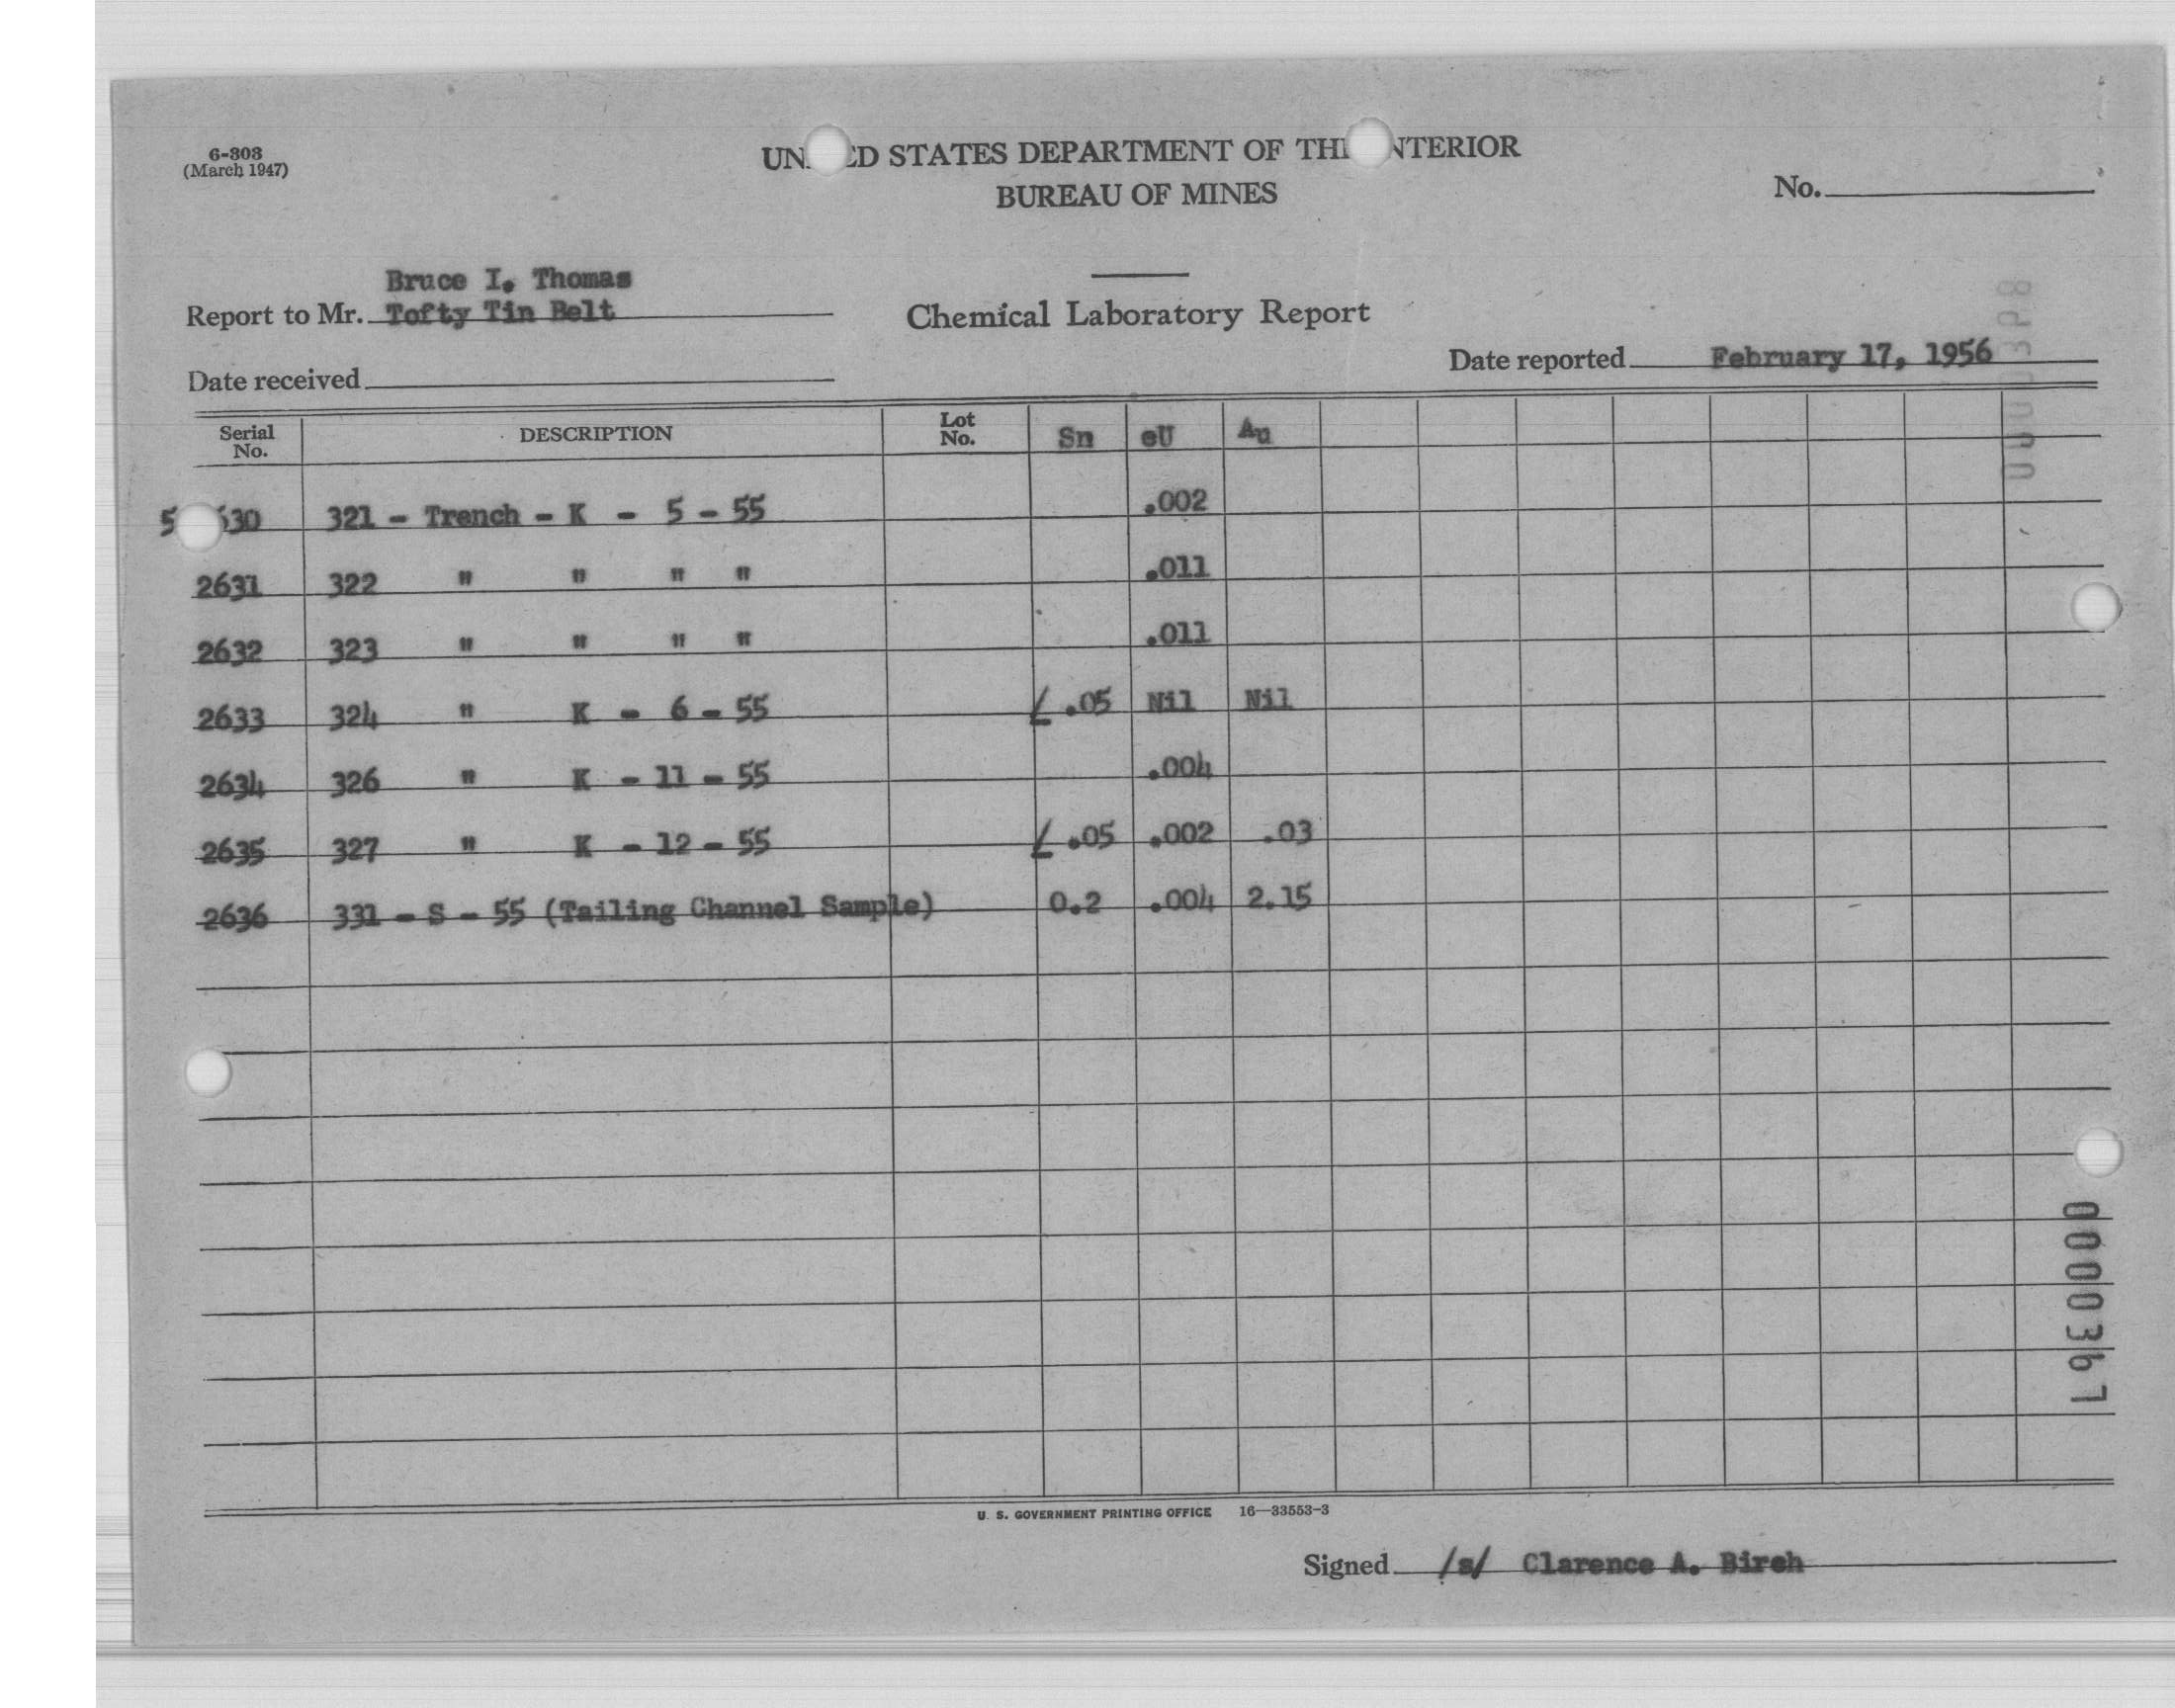 6-303
(March 1947)
UN ED STATES DEPARTMENT OF THE NTERIOR
BUREAU OF MINES
No.
Bruce I. Thomas
Report to Mr. Tofty Tin Belt
Chemical Laboratory Report
Date reported February 17, 1956
Date received
Serial No. DESCRIPTION Lot No. Sn eU Au
5 630 321 - Trench - K - 5 - 55 .002
2631 322 " " " " .011
2632 323 " " " " .011
2633 324 " K - 6 - 55 < .05 Nil Nil
2634 326 " K - 11 - 55 .004
2635 327 " K - 12 - 55 < .05 .002 .03
2636 331 - S - 55 (Tailing Channel Sample) 0.2 .004 2.15
0000367
U. S. GOVERNMENT PRINTING OFFICE 16—33553-3
Signed /s/ Clarence A. Birch